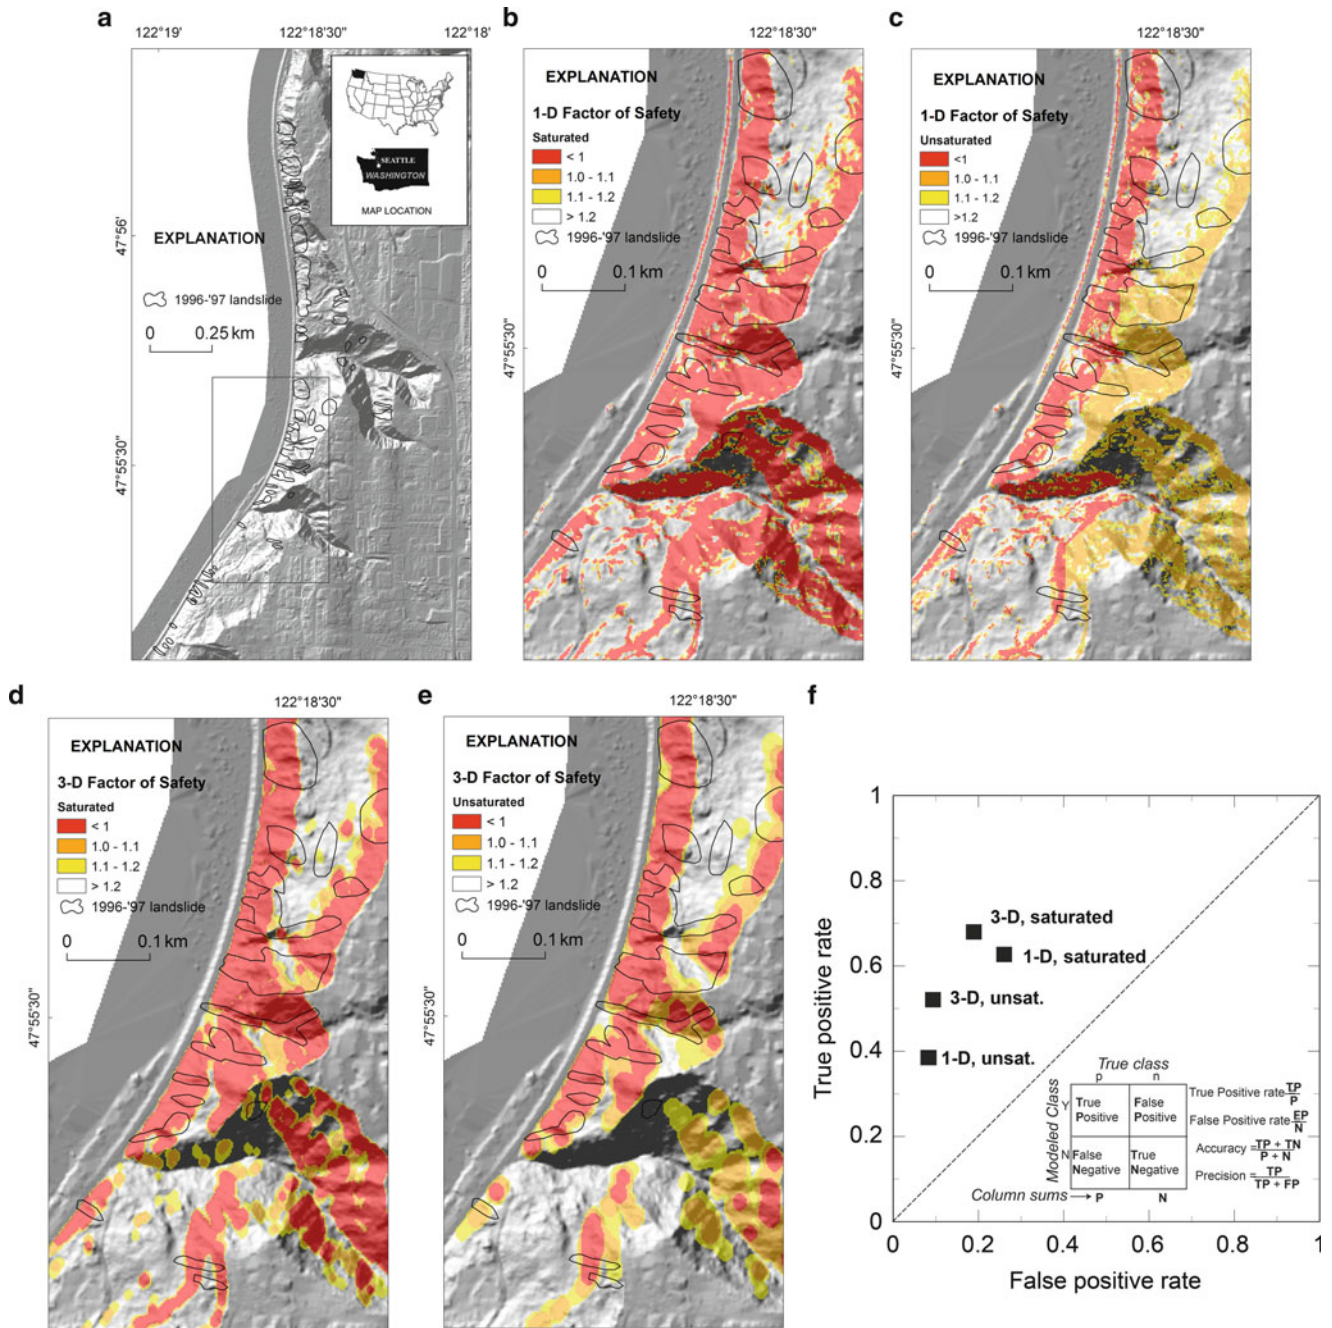 a
122°19'
122°18'30"
122°18'
47°56'
47°55'30"
EXPLANATION
1996-'97 landslide
0 0.25 km
SEATTLE
WASHINGTON
MAP LOCATION
b
122°18'30"
47°55'30"
EXPLANATION
1-D Factor of Safety
Saturated
< 1
1.0 - 1.1
1.1 - 1.2
> 1.2
1996-'97 landslide
0 0.1 km
c
122°18'30"
47°55'30"
EXPLANATION
1-D Factor of Safety
Unsaturated
<1
1.0 - 1.1
1.1 - 1.2
>1.2
1996-'97 landslide
0 0.1 km
d
122°18'30"
47°55'30"
EXPLANATION
3-D Factor of Safety
Saturated
< 1
1.0 - 1.1
1.1 - 1.2
> 1.2
1996-'97 landslide
0 0.1 km
e
122°18'30"
47°55'30"
EXPLANATION
3-D Factor of Safety
Unsaturated
< 1
1.0 - 1.1
1.1 - 1.2
> 1.2
1996-'97 landslide
0 0.1 km
f
1
0.8
0.6
0.4
0.2
0
True positive rate
3-D, saturated
1-D, saturated
3-D, unsat.
1-D, unsat.
True class
p n
Modeled Class
Y
N
True Positive
False Positive
False Negative
True Negative
Column sums P N
True Positive rate TP
P
False Positive rate FP
N
Accuracy = TP + TN
P + N
Precision = TP
TP + FP
0 0.2 0.4 0.6 0.8 1
False positive rate